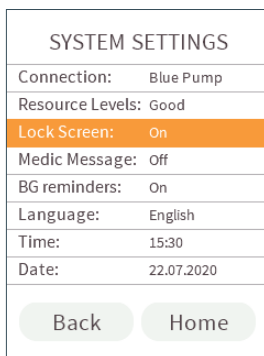 SYSTEM SETTINGS
Connection: Blue Pump
Resource Levels: Good
Lock Screen: On
Medic Message: Off
BG reminders: On
Language: English
Time: 15:30
Date: 22.07.2020
Back Home